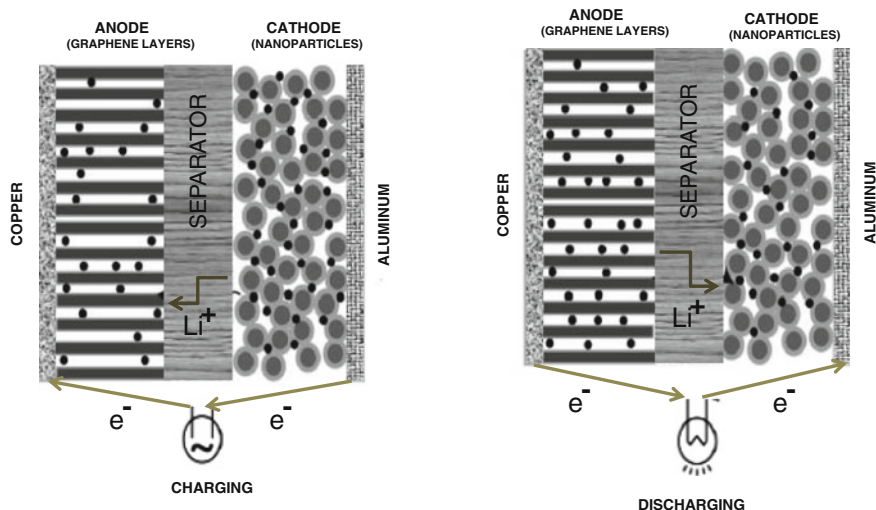 ANODE
(GRAPHENE LAYERS)
CATHODE
(NANOPARTICLES)
COPPER
SEPARATOR
ALUMINUM
Li+
e-
e-
CHARGING
ANODE
(GRAPHENE LAYERS)
CATHODE
(NANOPARTICLES)
COPPER
SEPARATOR
ALUMINUM
Li+
e-
e-
DISCHARGING